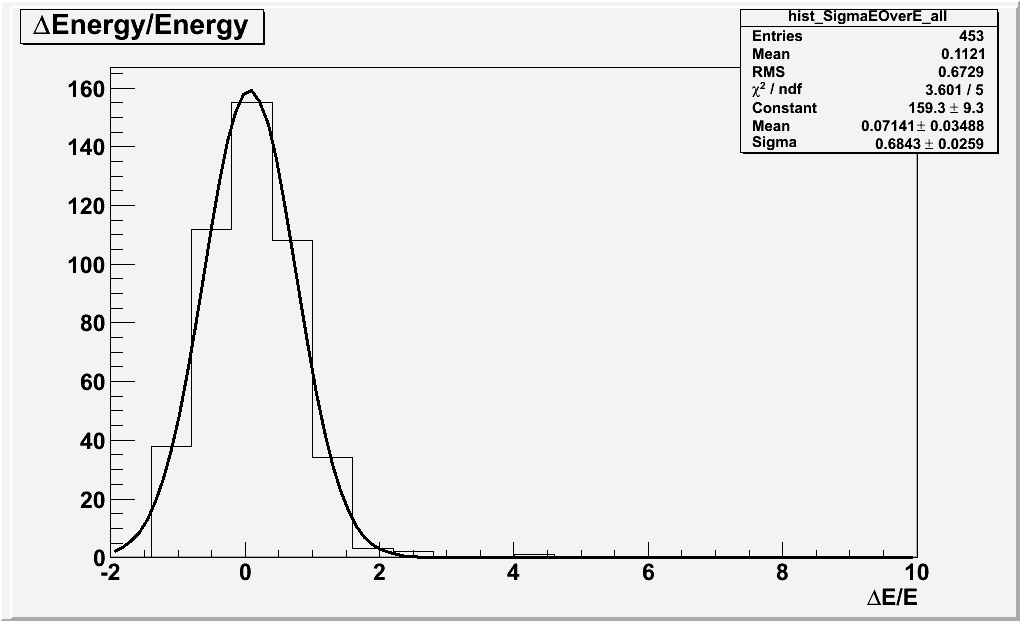 ΔEnergy/Energy
hist_SigmaEOverE_all
Entries 453
Mean 0.1121
RMS 0.6729
χ² / ndf 3.601 / 5
Constant 159.3 ± 9.3
Mean 0.07141± 0.03488
Sigma 0.6843 ± 0.0259
160
140
120
100
80
60
40
20
0
-2 0 2 4 6 8 10
ΔE/E